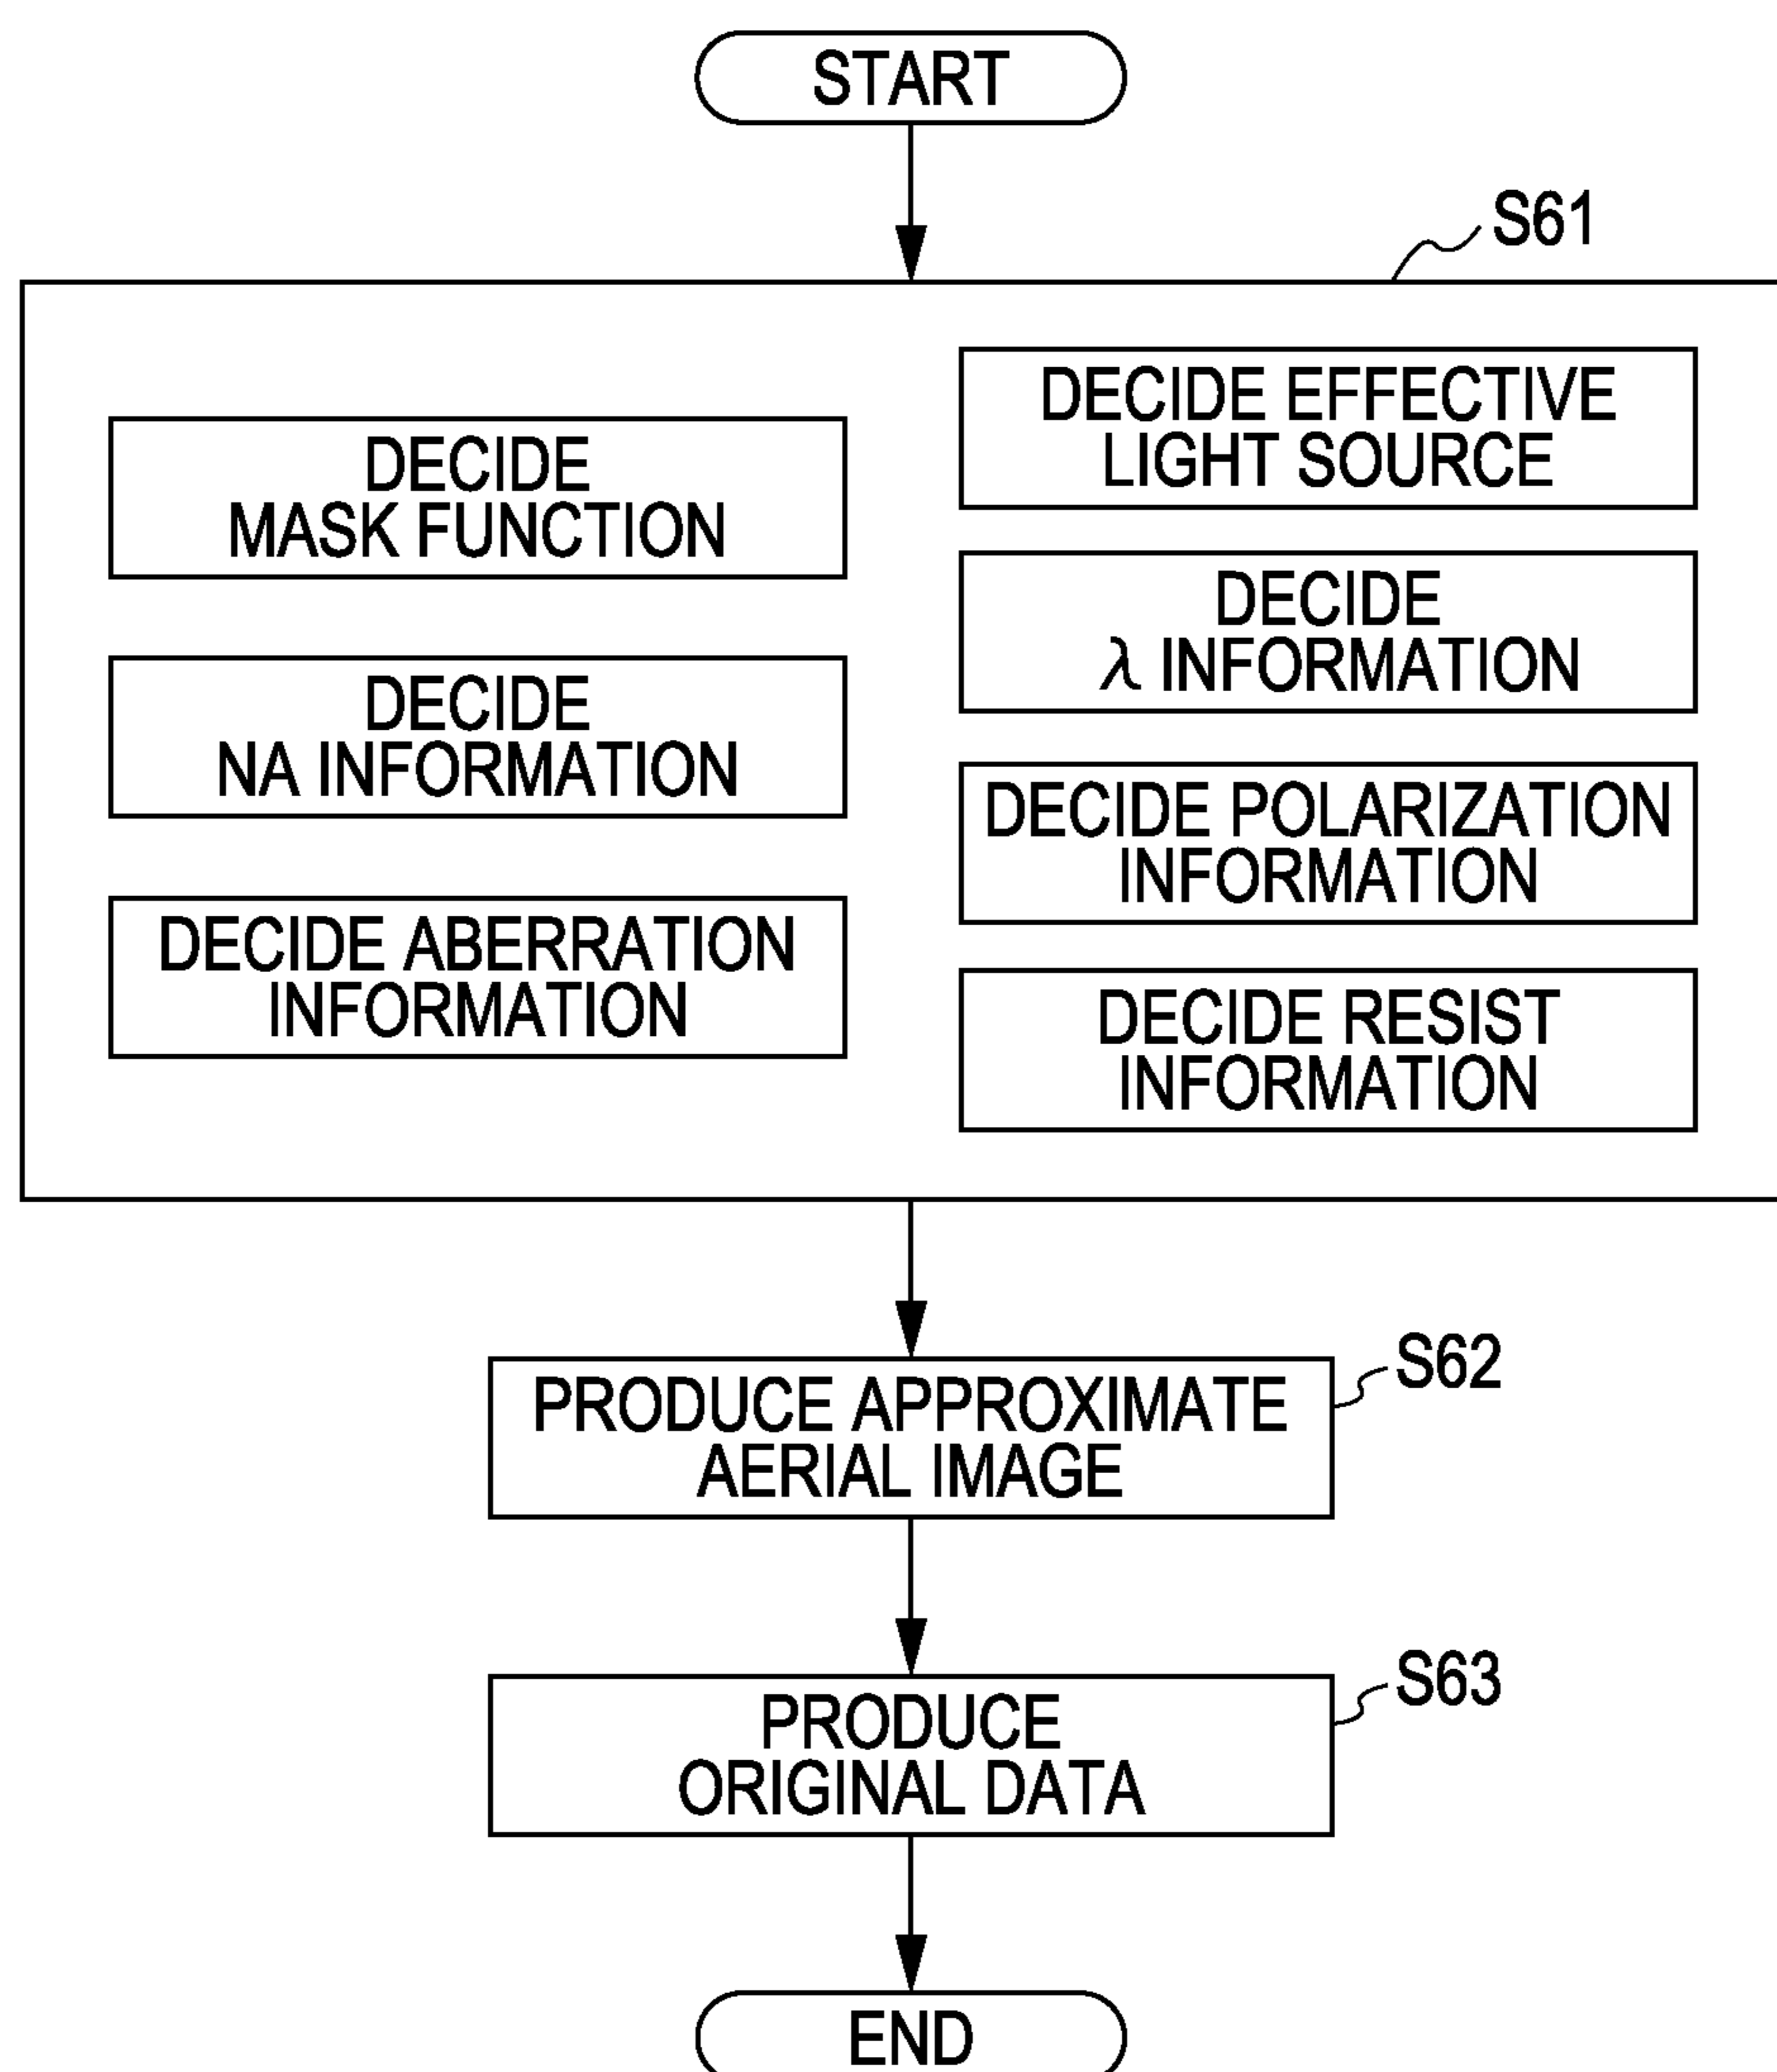 START
S61
DECIDE
MASK FUNCTION
DECIDE
NA INFORMATION
DECIDE ABERRATION
INFORMATION
DECIDE EFFECTIVE
LIGHT SOURCE
DECIDE
λ INFORMATION
DECIDE POLARIZATION
INFORMATION
DECIDE RESIST
INFORMATION
PRODUCE APPROXIMATE
AERIAL IMAGE
S62
PRODUCE
ORIGINAL DATA
S63
END